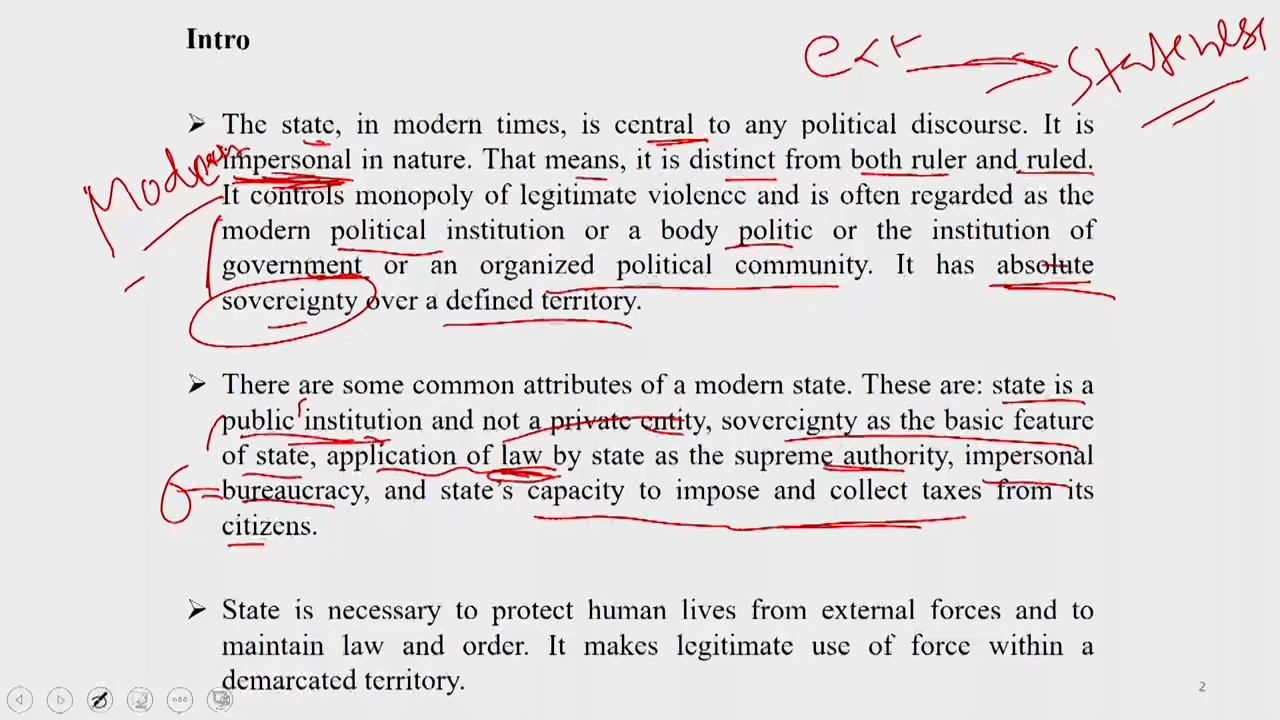 Intro
➢ The state, in modern times, is central to any political discourse. It is
impersonal in nature. That means, it is distinct from both ruler and ruled.
It controls monopoly of legitimate violence and is often regarded as the
modern political institution or a body politic or the institution of
government or an organized political community. It has absolute
sovereignty over a defined territory.
➢ There are some common attributes of a modern state. These are: state is a
public institution and not a private entity, sovereignty as the basic feature
of state, application of law by state as the supreme authority, impersonal
bureaucracy, and state's capacity to impose and collect taxes from its
citizens.
➢ State is necessary to protect human lives from external forces and to
maintain law and order. It makes legitimate use of force within a
demarcated territory.
2